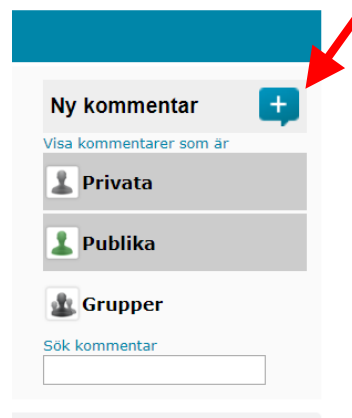 Ny kommentar
Visa kommentarer som är
Privata
Publika
Grupper
Sök kommentar